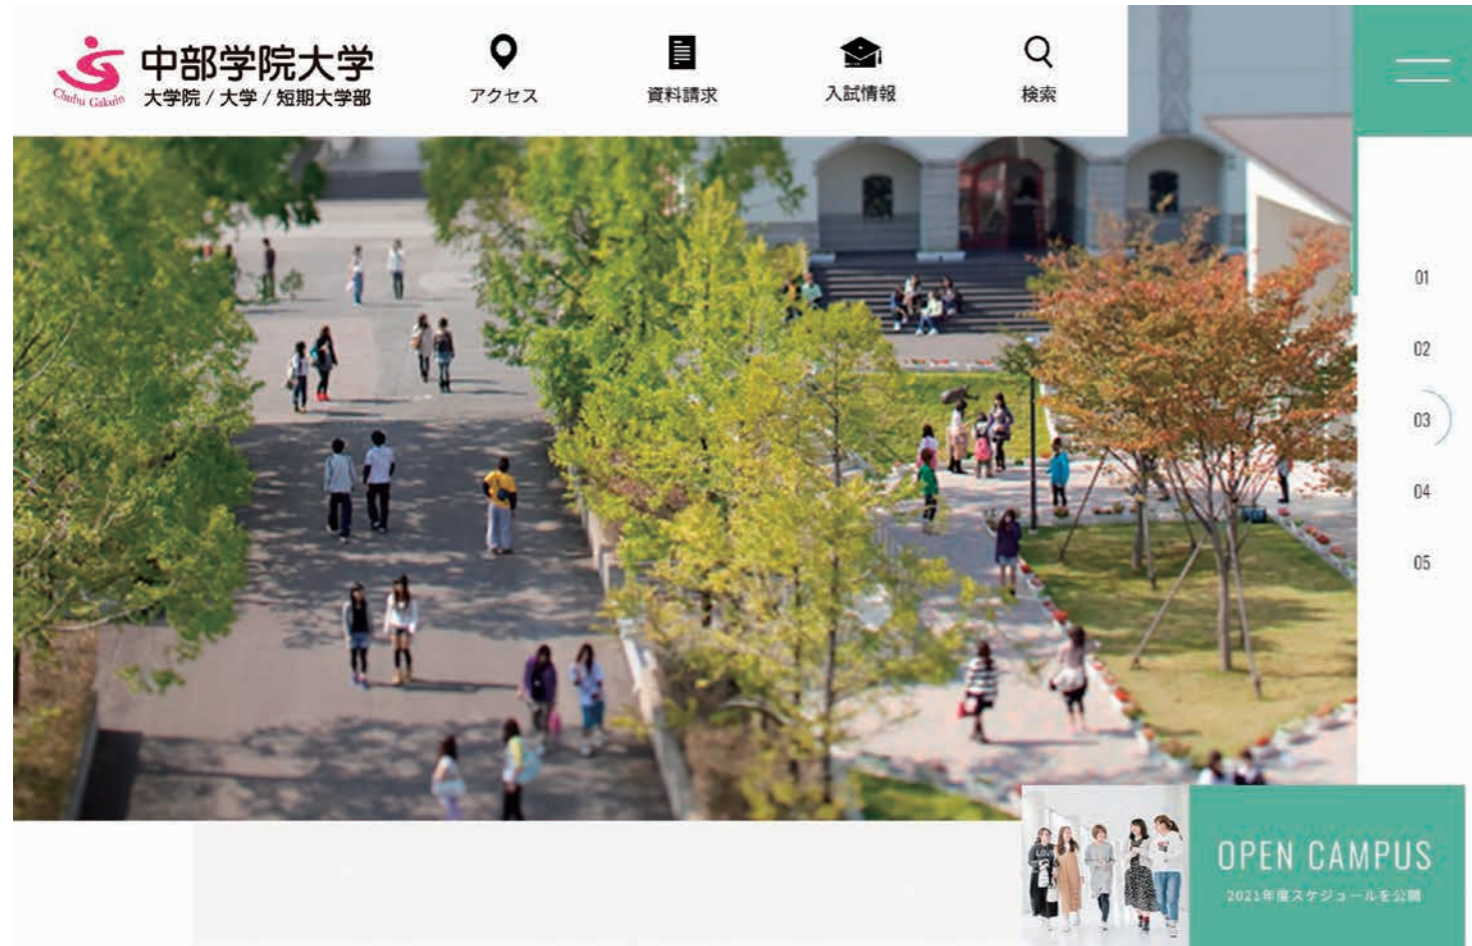 中部学院大学
Chubu Gakuin
大学院 / 大学 / 短期大学部
アクセス
資料請求
入試情報
検索
01
02
03
04
05
OPEN CAMPUS
2021年度スケジュールを公開